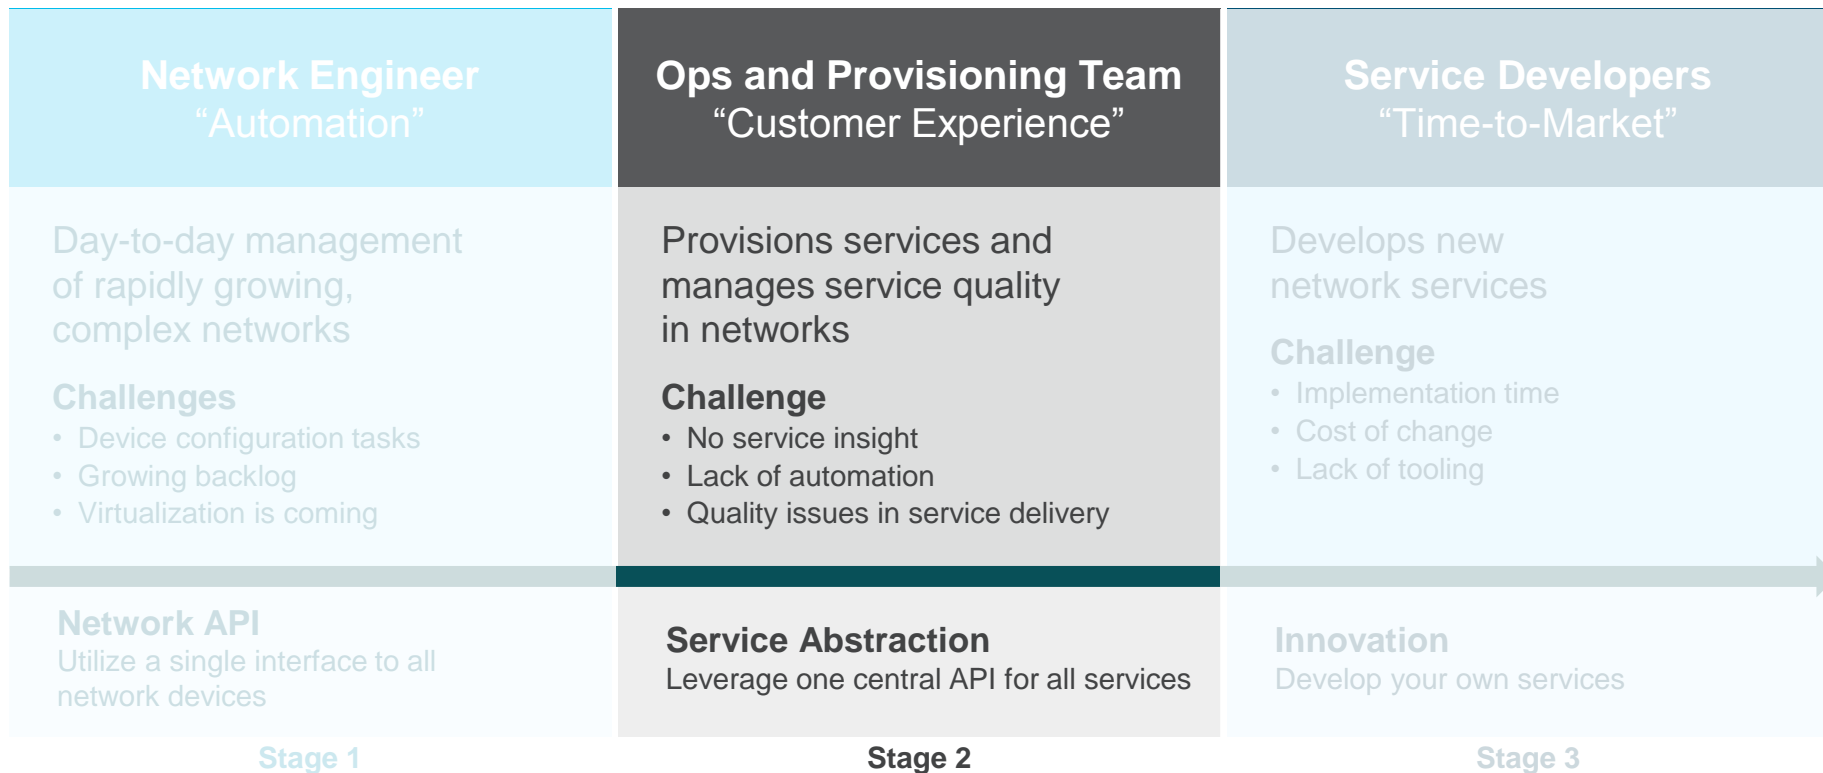 Network Engineer
“Automation”
Day-to-day management
of rapidly growing,
complex networks
Challenges
• Device configuration tasks
• Growing backlog
• Virtualization is coming
Network API
Utilize a single interface to all
network devices
Stage 1
Ops and Provisioning Team
“Customer Experience”
Provisions services and
manages service quality
in networks
Challenge
• No service insight
• Lack of automation
• Quality issues in service delivery
Service Abstraction
Leverage one central API for all services
Stage 2
Service Developers
“Time-to-Market”
Develops new
network services
Challenge
• Implementation time
• Cost of change
• Lack of tooling
Innovation
Develop your own services
Stage 3